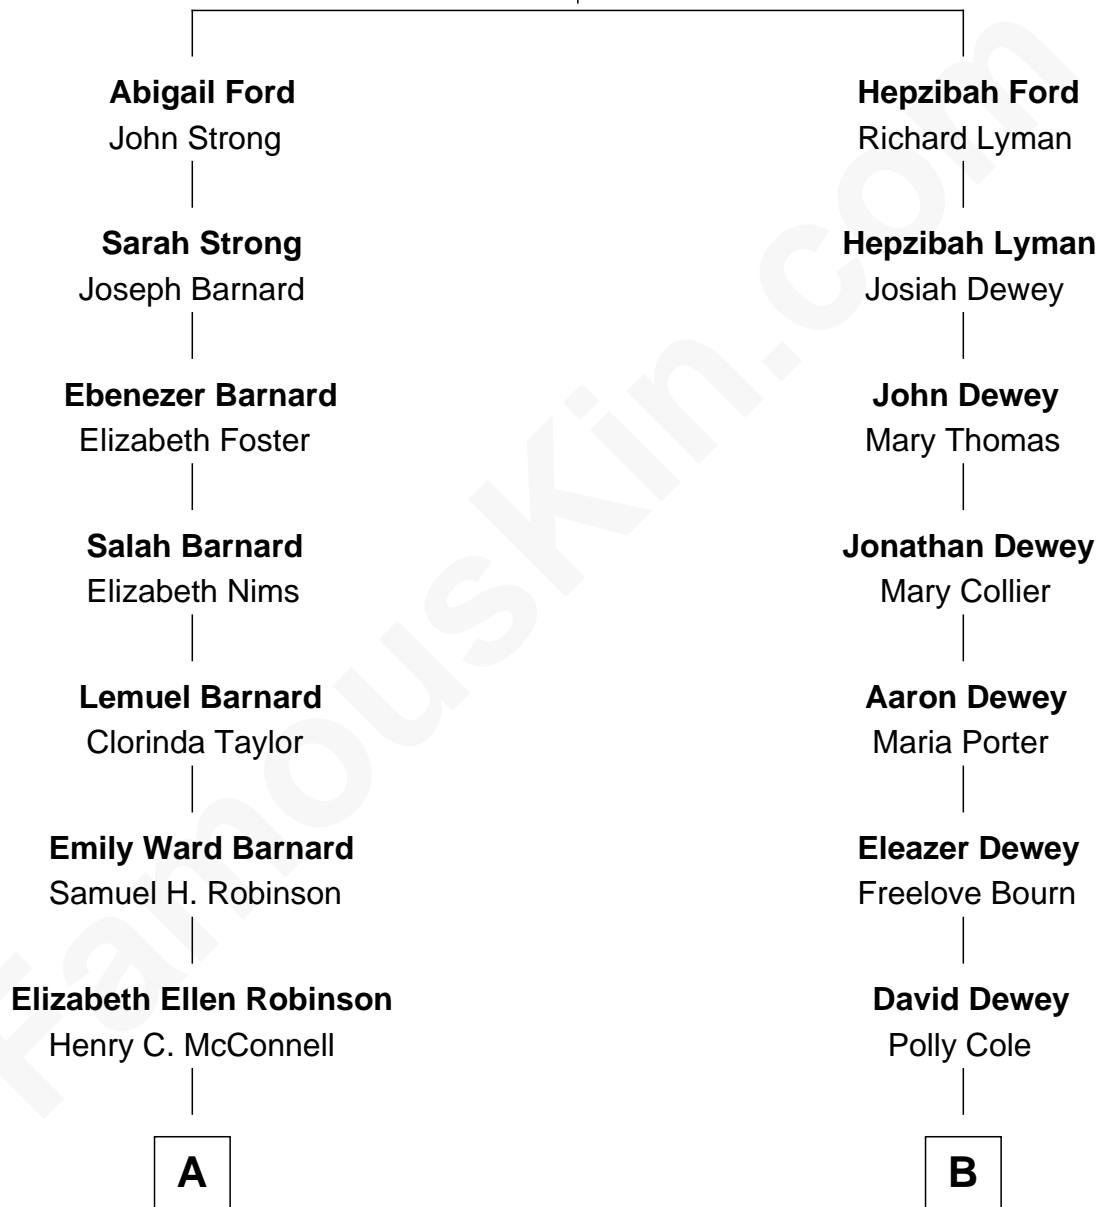 Abigail Ford
John Strong
Hepzibah Ford
Richard Lyman
Sarah Strong
Joseph Barnard
Hepzibah Lyman
Josiah Dewey
Ebenezer Barnard
Elizabeth Foster
John Dewey
Mary Thomas
Salah Barnard
Elizabeth Nims
Jonathan Dewey
Mary Collier
Lemuel Barnard
Clorinda Taylor
Aaron Dewey
Maria Porter
Emily Ward Barnard
Samuel H. Robinson
Eleazer Dewey
Freelove Bourn
Elizabeth Ellen Robinson
Henry C. McConnell
David Dewey
Polly Cole
A
B
FamousKin.com